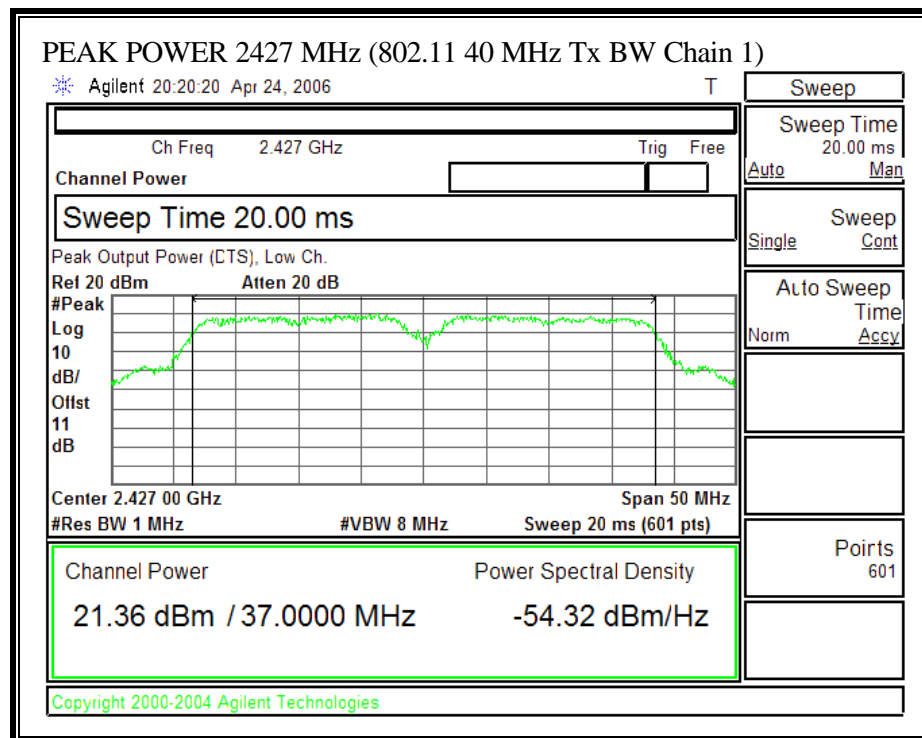 PEAK POWER 2427 MHz (802.11 40 MHz Tx BW Chain 1)
Agilent 20:20:20 Apr 24, 2006 T
Ch Freq 2.427 GHz Trig Free
Channel Power
Sweep Time 20.00 ms
Peak Output Power (DTS), Low Ch.
Ref 20 dBm Atten 20 dB
#Peak
Log
10
dB/
Offst
11
dB
Center 2.427 00 GHz Span 50 MHz
#Res BW 1 MHz #VBW 8 MHz Sweep 20 ms (601 pts)
Channel Power Power Spectral Density
21.36 dBm / 37.0000 MHz -54.32 dBm/Hz
Copyright 2000-2004 Agilent Technologies
Sweep
Sweep Time
20.00 ms
Auto Man
Sweep
Single Cont
Auto Sweep
Time
Norm Accy
Points
601